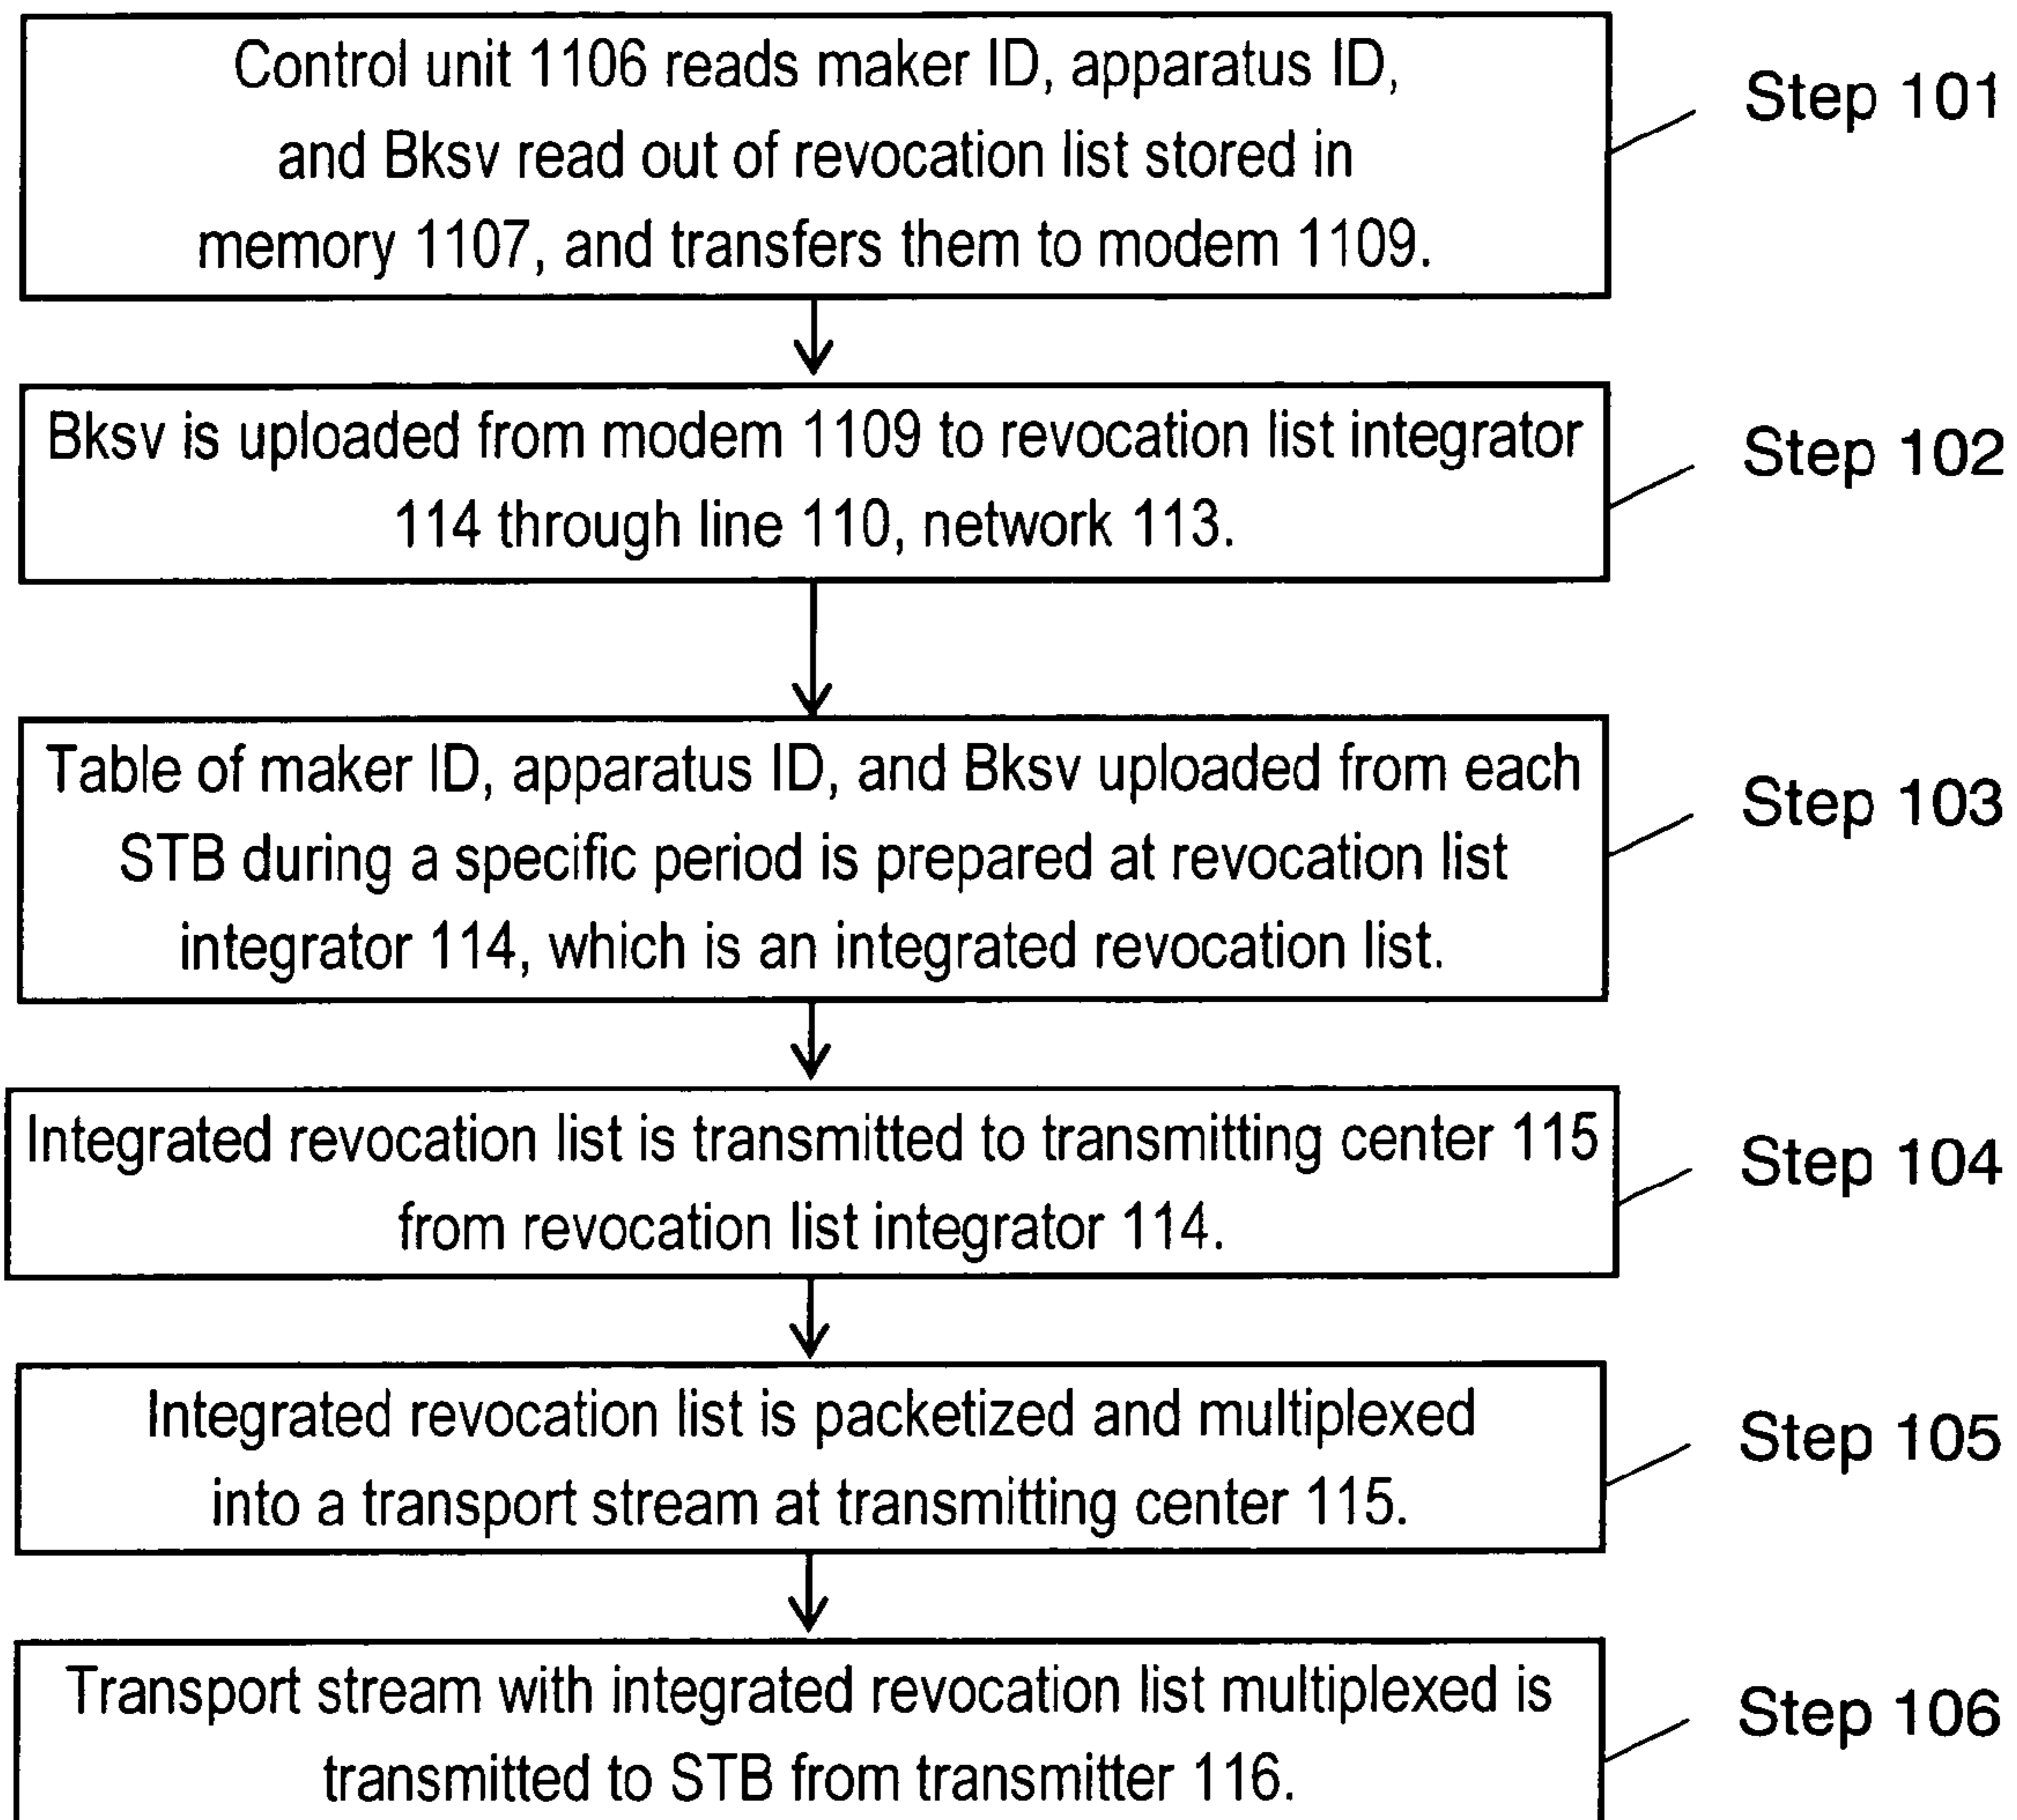 Control unit 1106 reads maker ID, apparatus ID,
and Bksv read out of revocation list stored in
memory 1107, and transfers them to modem 1109.
Step 101
Bksv is uploaded from modem 1109 to revocation list integrator
114 through line 110, network 113.
Step 102
Table of maker ID, apparatus ID, and Bksv uploaded from each
STB during a specific period is prepared at revocation list
integrator 114, which is an integrated revocation list.
Step 103
Integrated revocation list is transmitted to transmitting center 115
from revocation list integrator 114.
Step 104
Integrated revocation list is packetized and multiplexed
into a transport stream at transmitting center 115.
Step 105
Transport stream with integrated revocation list multiplexed is
transmitted to STB from transmitter 116.
Step 106